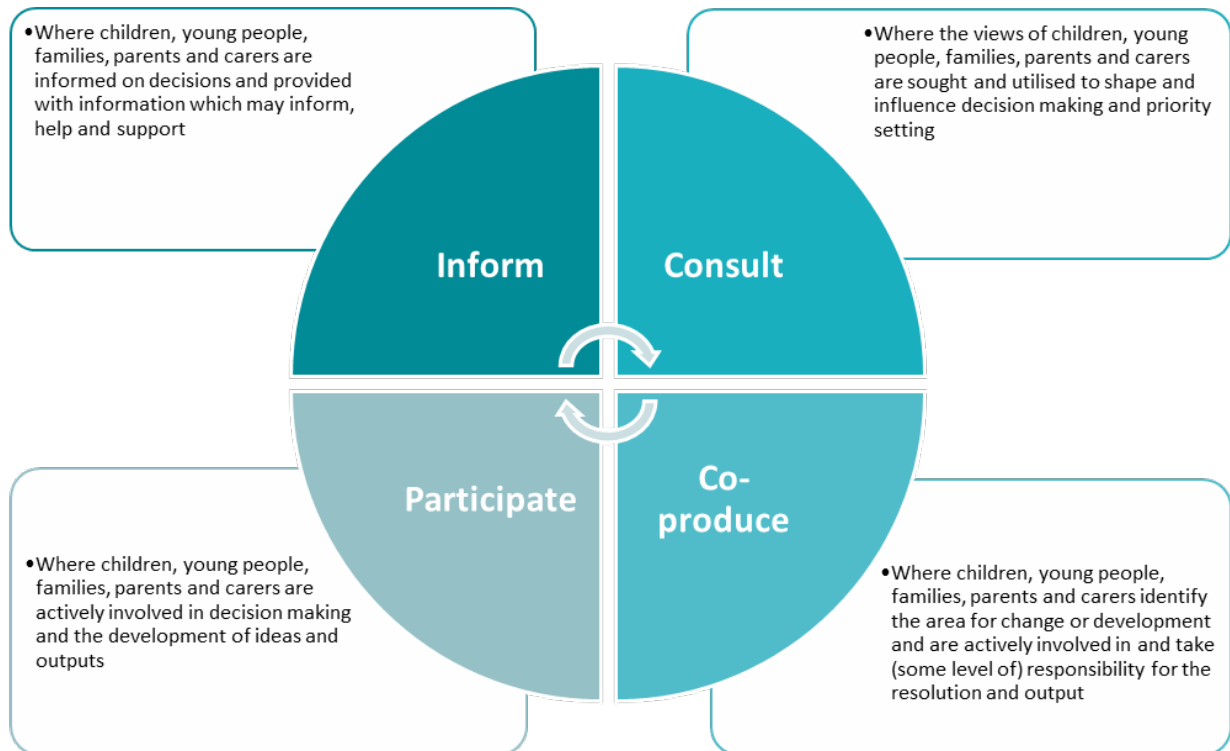 •Where children, young people,
families, parents and carers are
informed on decisions and provided
with information which may inform,
help and support
•Where the views of children, young
people, families, parents and carers
are sought and utilised to shape and
influence decision making and priority
setting
Inform
Consult
Participate
Co-
produce
•Where children, young people,
families, parents and carers are
actively involved in decision making
and the development of ideas and
outputs
•Where children, young people,
families, parents and carers identify
the area for change or development
and are actively involved in and take
(some level of) responsibility for the
resolution and output